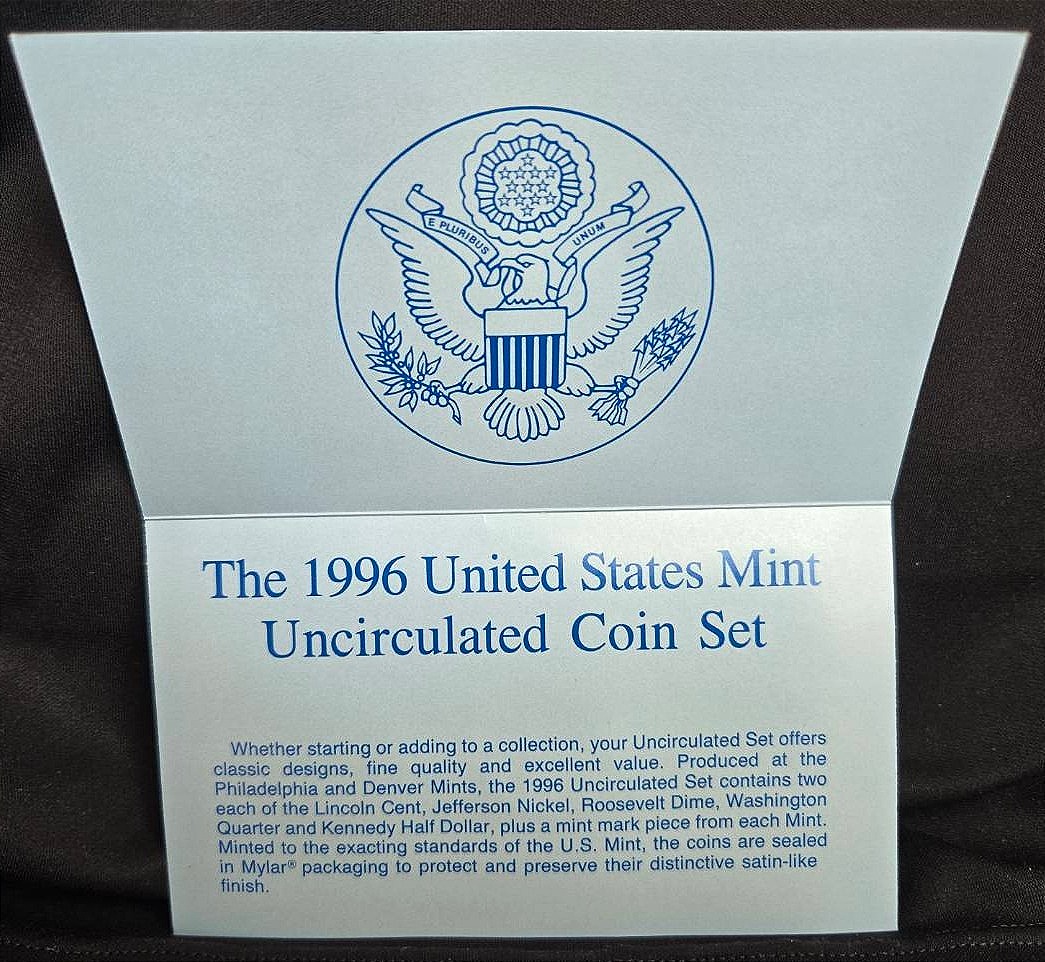 E PLURIBUS UNUM
The 1996 United States Mint
Uncirculated Coin Set
Whether starting or adding to a collection, your Uncirculated Set offers
classic designs, fine quality and excellent value. Produced at the
Philadelphia and Denver Mints, the 1996 Uncirculated Set contains two
each of the Lincoln Cent, Jefferson Nickel, Roosevelt Dime, Washington
Quarter and Kennedy Half Dollar, plus a mint mark piece from each Mint.
Minted to the exacting standards of the U.S. Mint, the coins are sealed
in Mylar® packaging to protect and preserve their distinctive satin-like
finish.